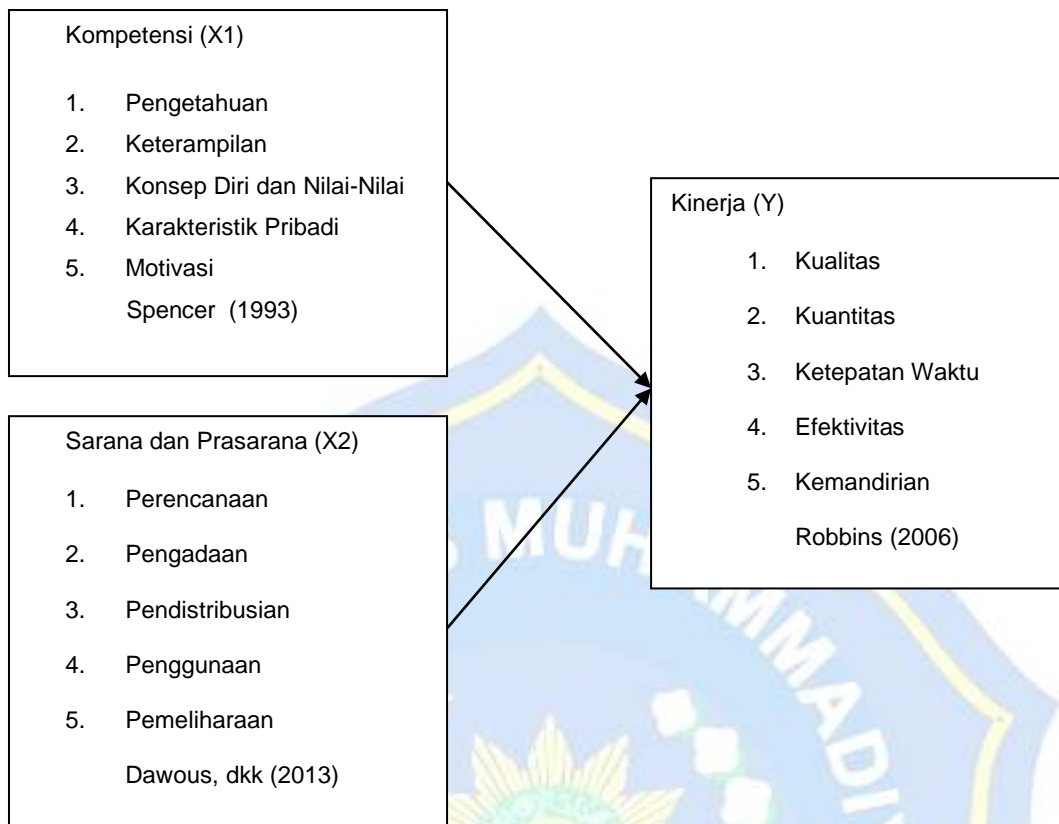 Kompetensi (X1)
1. Pengetahuan
2. Keterampilan
3. Konsep Diri dan Nilai-Nilai
4. Karakteristik Pribadi
5. Motivasi
Spencer (1993)
Sarana dan Prasarana (X2)
1. Perencanaan
2. Pengadaan
3. Pendistribusian
4. Penggunaan
5. Pemeliharaan
Dawous, dkk (2013)
Kinerja (Y)
1. Kualitas
2. Kuantitas
3. Ketepatan Waktu
4. Efektivitas
5. Kemandirian
Robbins (2006)
S MUH AMMADI